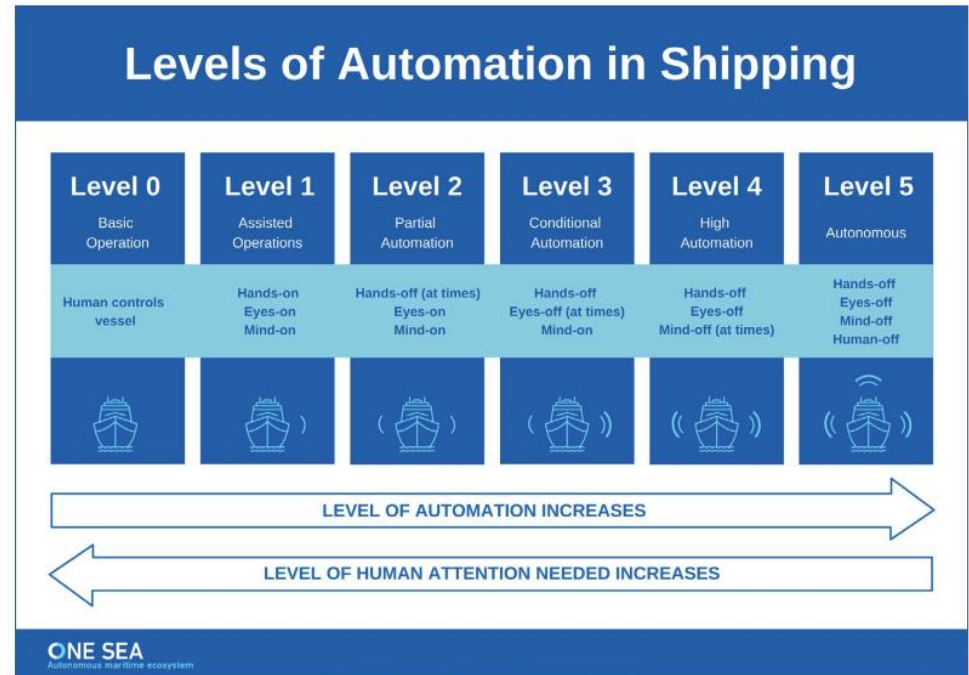 Levels of Automation in Shipping
Level 0
Basic
Operation
Human controls
vessel
Level 1
Assisted
Operations
Hands-on
Eyes-on
Mind-on
Level 2
Partial
Automation
Hands-off (at times)
Eyes-on
Mind-on
Level 3
Conditional
Automation
Hands-off
Eyes-off (at times)
Mind-on
Level 4
High
Automation
Hands-off
Eyes-off
Mind-off (at times)
Level 5
Autonomous
Hands-off
Eyes-off
Mind-off
Human-off
LEVEL OF AUTOMATION INCREASES
LEVEL OF HUMAN ATTENTION NEEDED INCREASES
ONE SEA
Autonomous maritime ecosystem